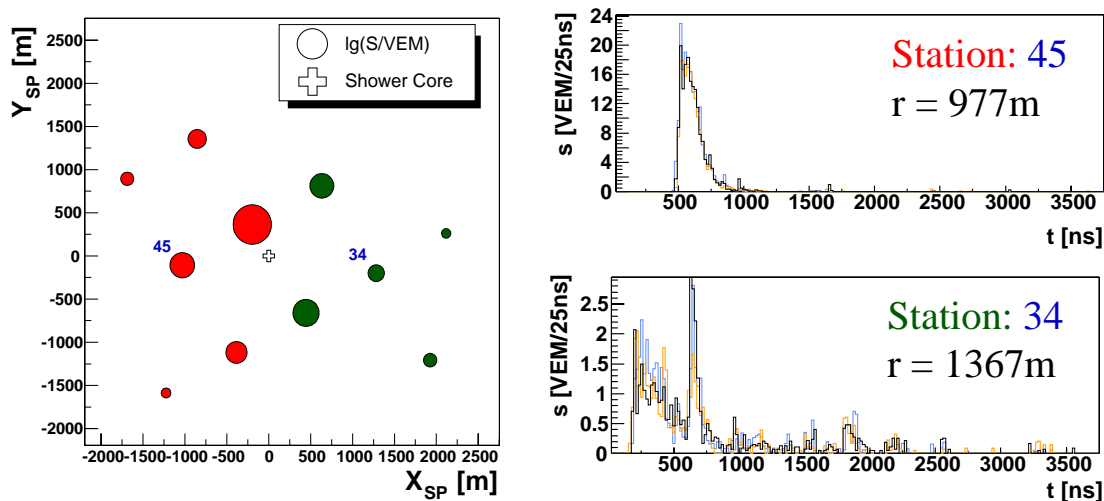 Y_SP [m]
2500
2000
1500
1000
500
0
-500
-1000
-1500
-2000
lg(S/VEM)
Shower Core
45
34
-2000 -1500 -1000 -500 0 500 1000 1500 2000 2500
X_SP [m]
s [VEM/25ns]
24
22
20
18
16
14
12
10
8
6
4
2
0
Station: 45
r = 977m
500 1000 1500 2000 2500 3000 3500
t [ns]
s [VEM/25ns]
2.5
2
1.5
1
0.5
0
Station: 34
r = 1367m
500 1000 1500 2000 2500 3000 3500
t [ns]